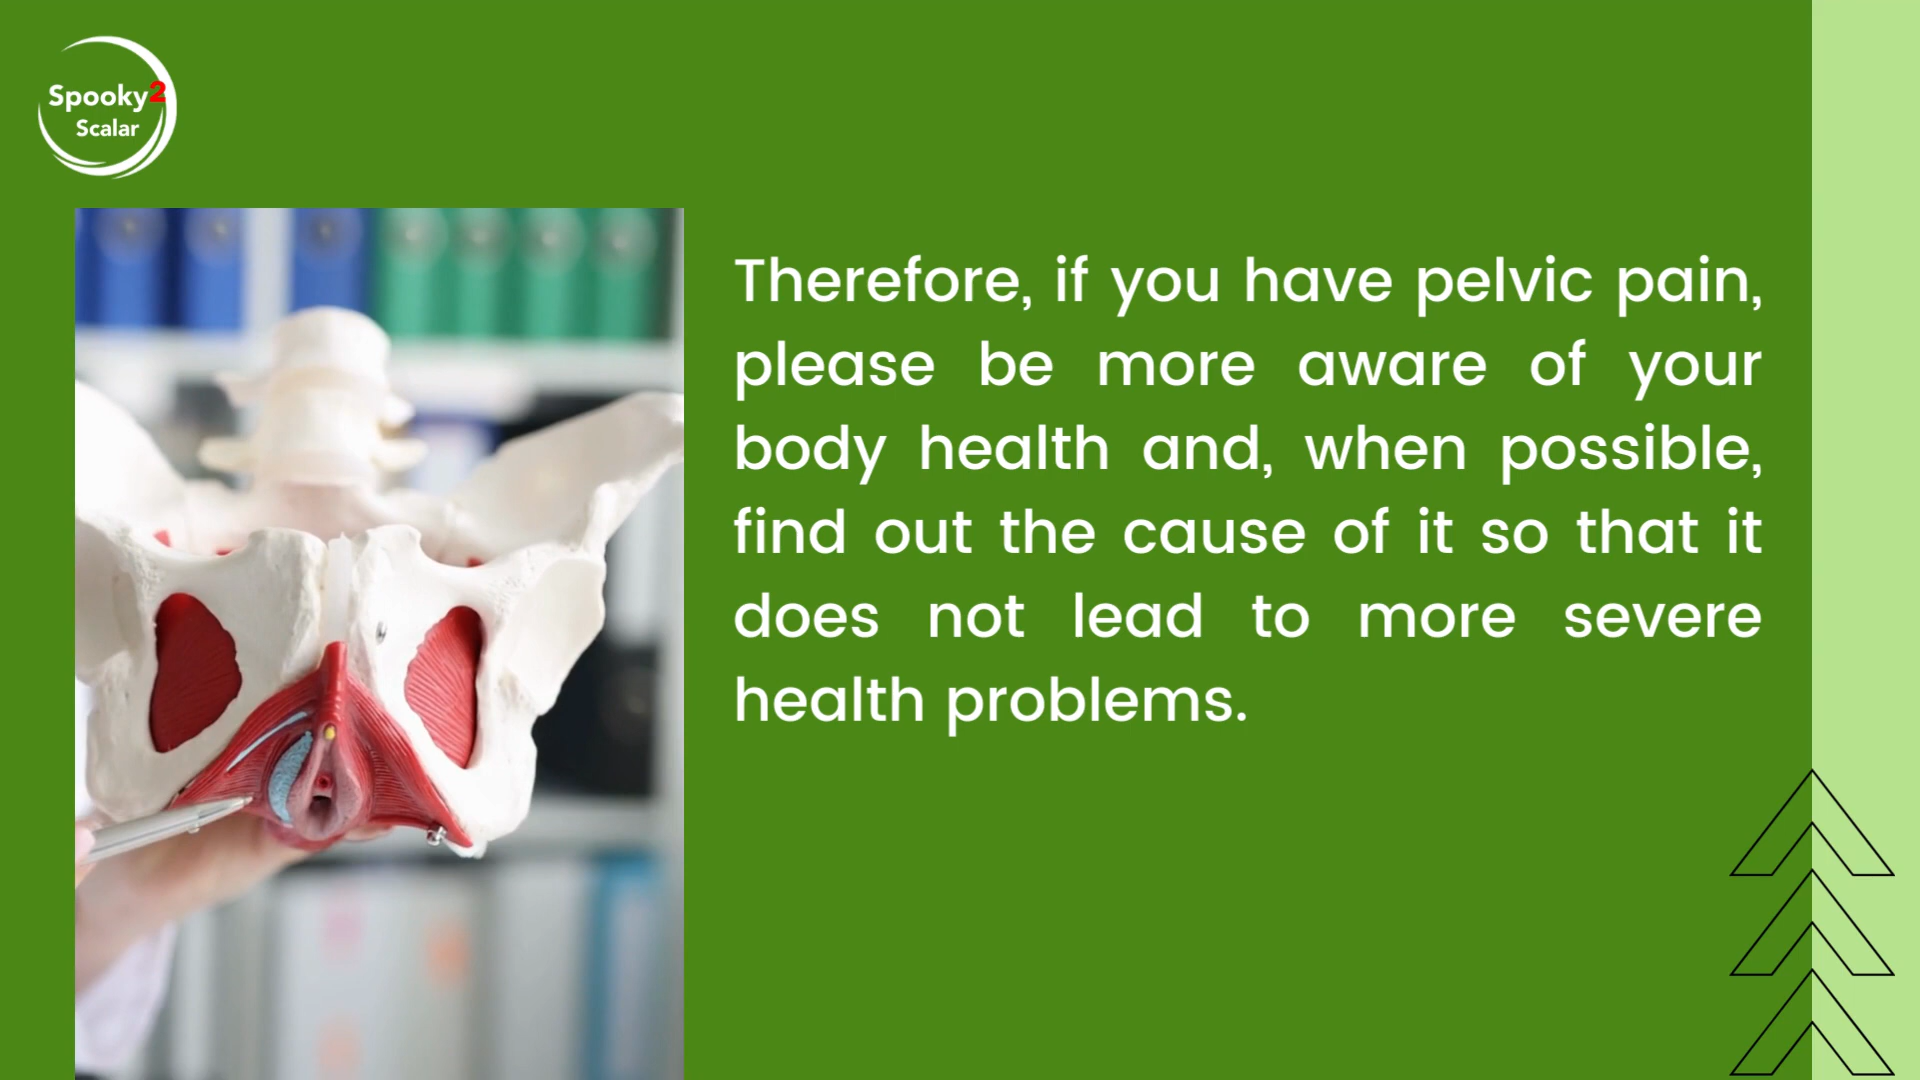 Spooky2
Scalar
Therefore, if you have pelvic pain,
please be more aware of your
body health and, when possible,
find out the cause of it so that it
does not lead to more severe
health problems.